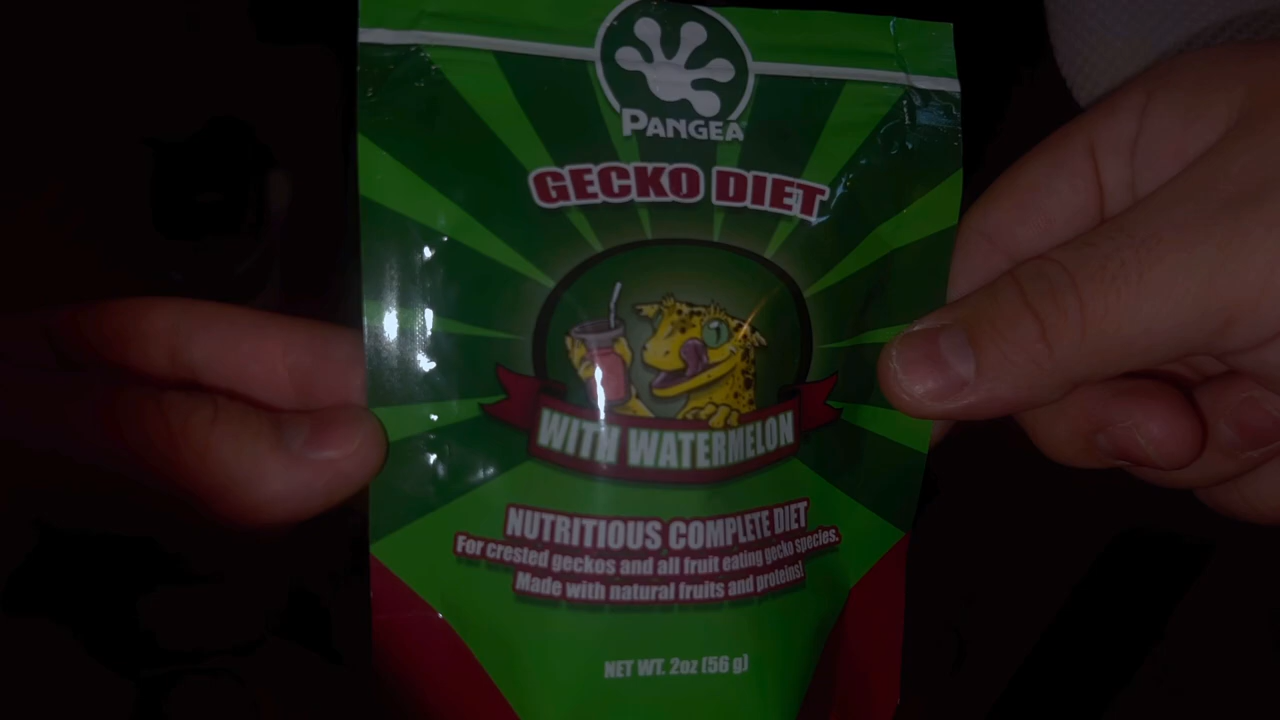 PANGEA
GECKO DIET
WITH WATERMELON
NUTRITIOUS COMPLETE DIET
For crested geckos and all fruit eating gecko species.
Made with natural fruits and proteins!
NET WT. 2oz (56 g)